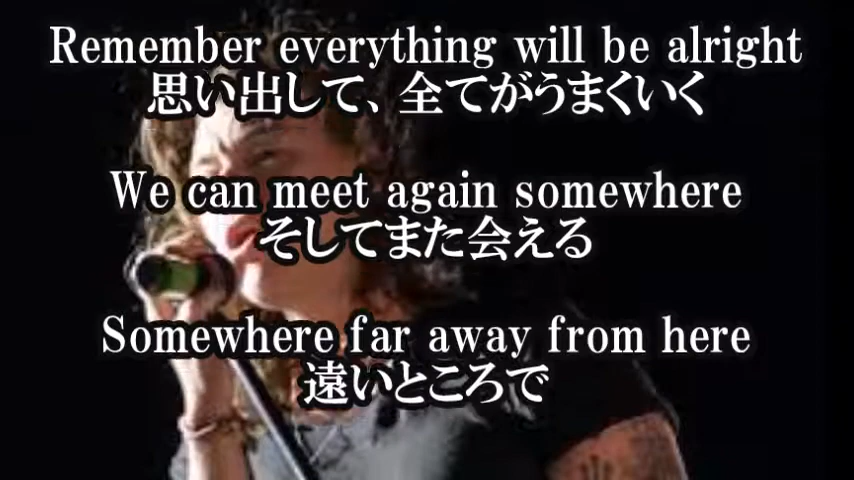 Remember everything will be alright
思い出して、全てがうまくいく
We can meet again somewhere
そしてまた会える
Somewhere far away from here
遠いところで